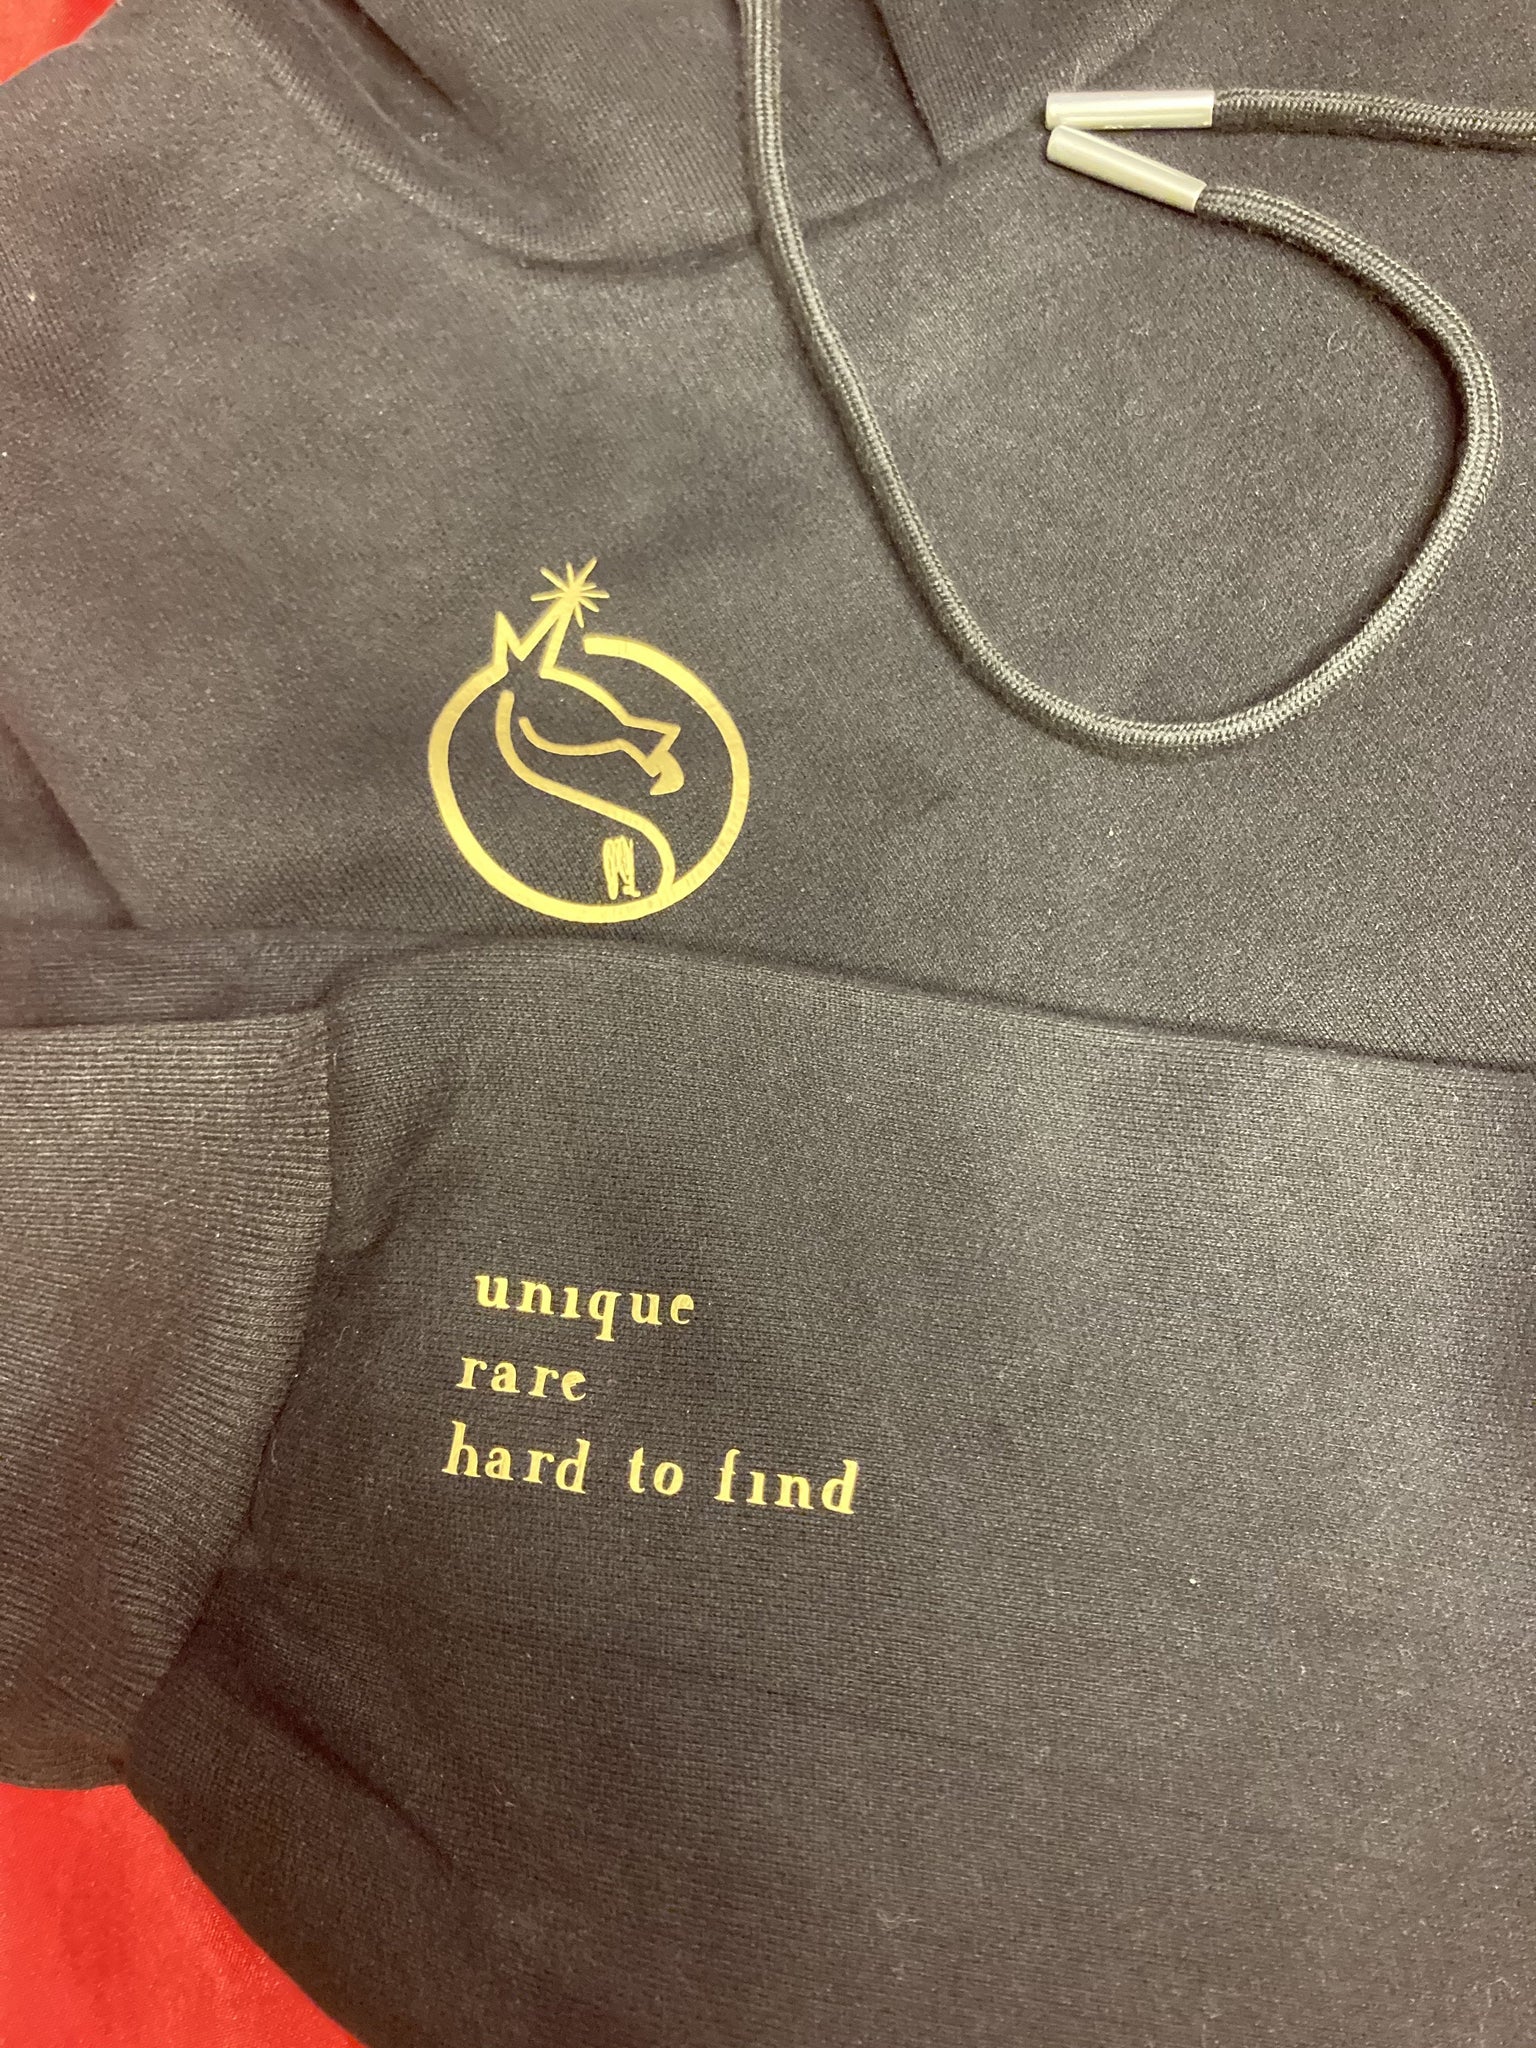 unique
rare
hard to find